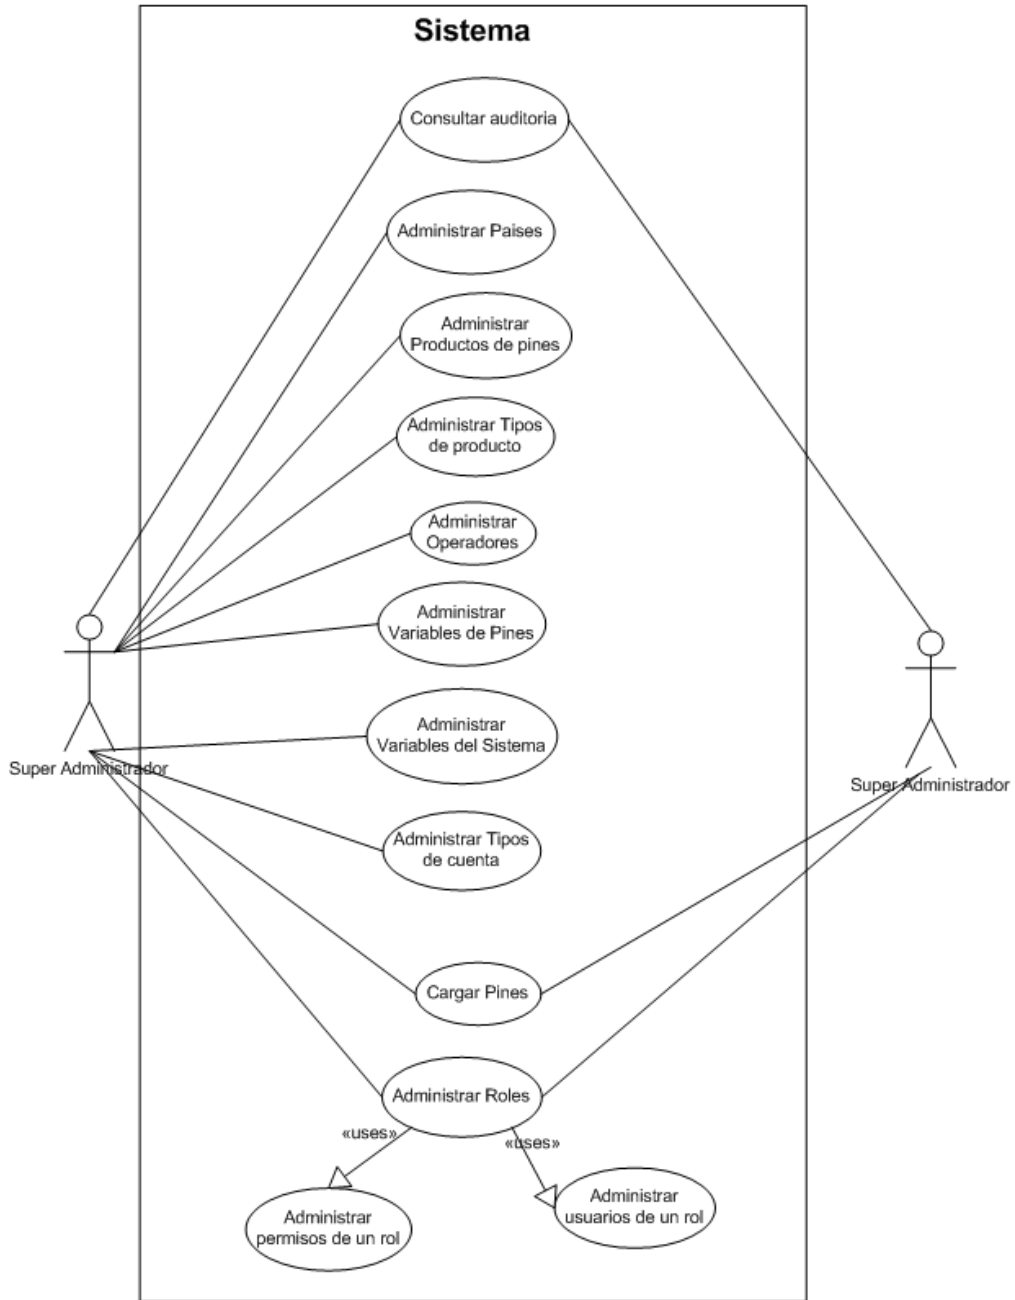 Sistema
Consultar auditoria
Administrar Paises
Administrar
Productos de pines
Administrar Tipos
de producto
Administrar
Operadores
Administrar
Variables de Pines
Administrar
Variables del Sistema
Super Administrador
Super Administrador
Administrar Tipos
de cuenta
Cargar Pines
Administrar Roles
«uses»
«uses»
Administrar
permisos de un rol
Administrar
usuarios de un rol